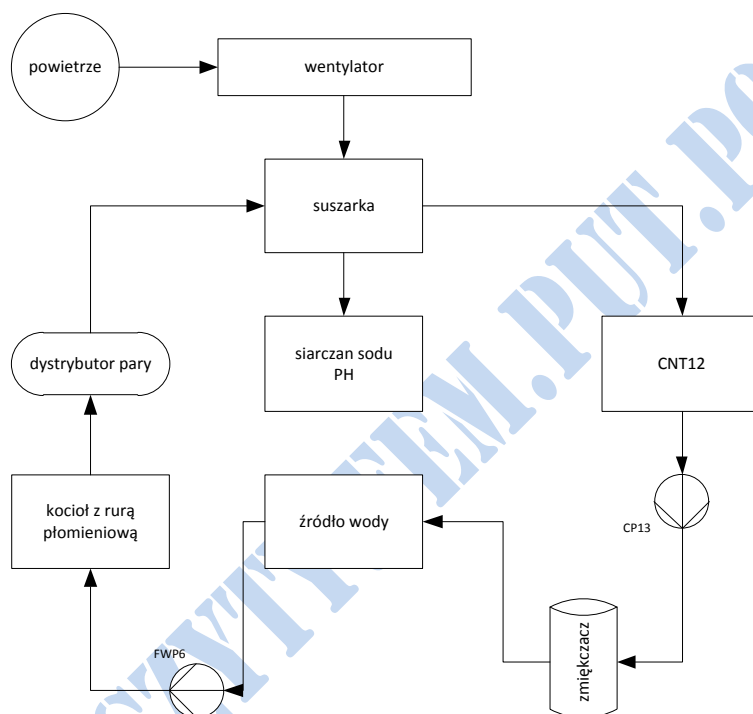 powietrze
wentylator
suszarka
dystrybutor pary
siarczan sodu
PH
CNT12
kocioł z rurą
płomieniową
źródło wody
CP13
zmiękczacz
FWP6